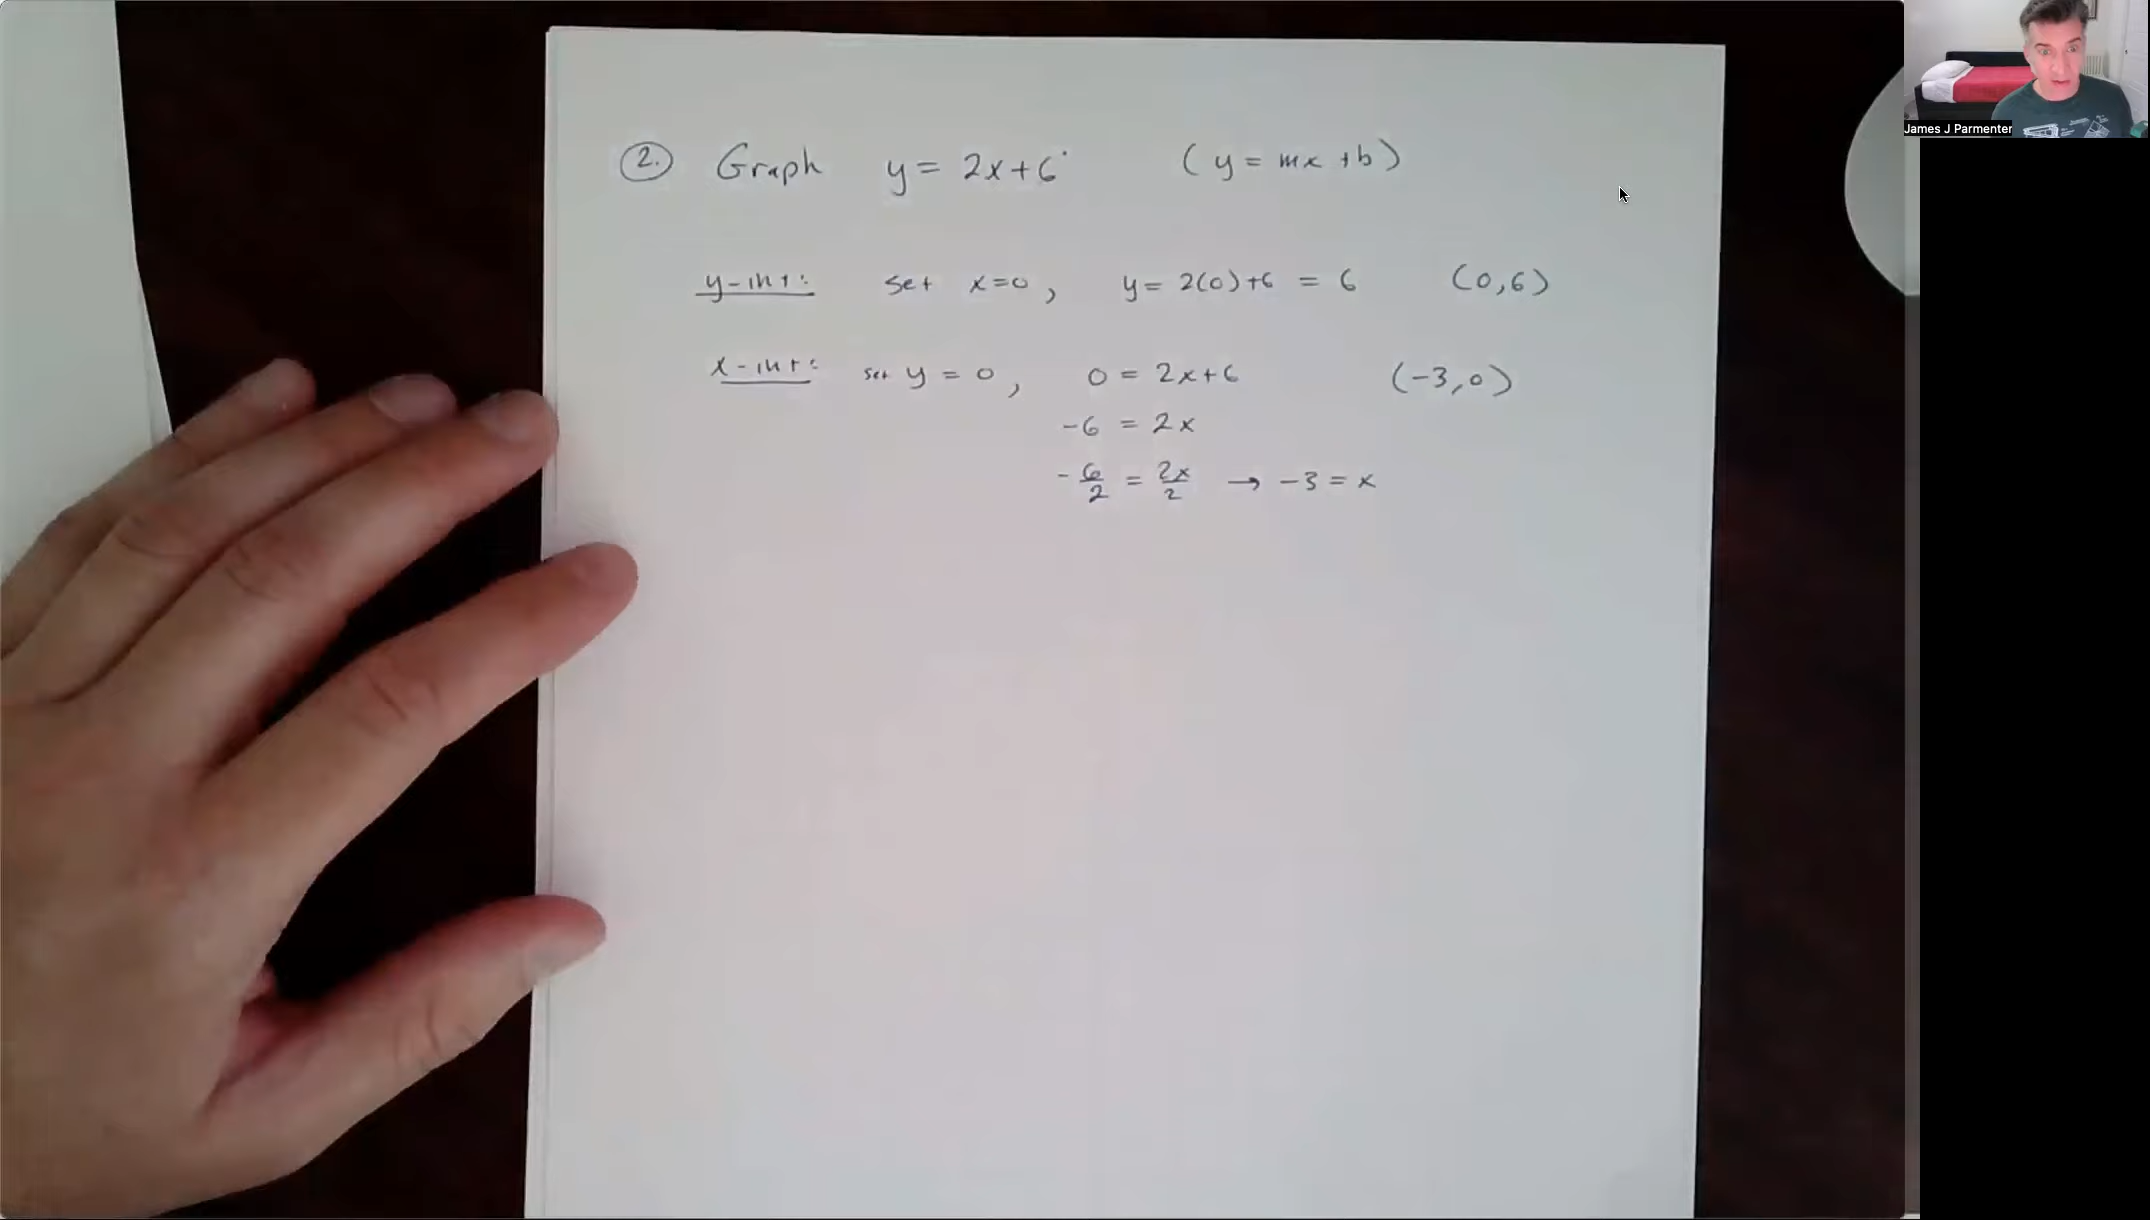 2. Graph y = 2x+6 (y = mx + b)
y-int: set x=0, y= 2(0)+6 = 6 (0,6)
x-int: set y = 0, 0 = 2x+6 (-3,0)
-6 = 2x
-6/2 = 2x/2 → -3 = x
James J Parmenter